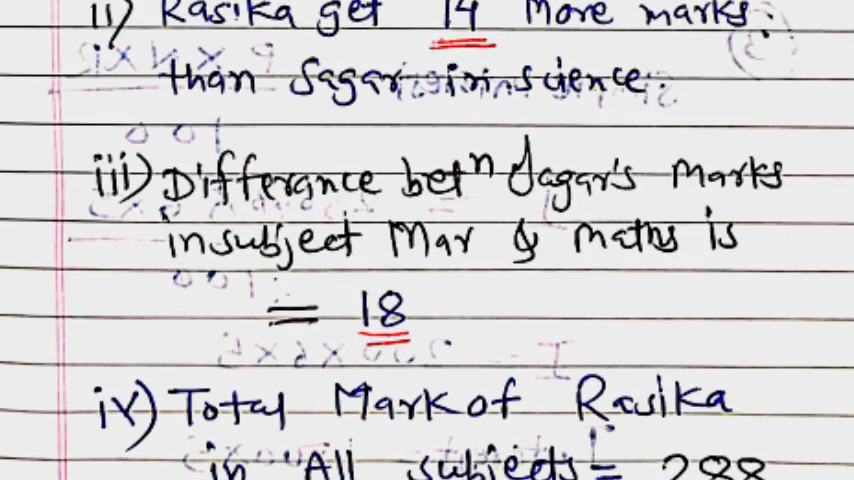 ii) Rasika get 14 More marks.
than Sagar in science.
iii) Differance betⁿ Sagar's Marks
in subject Mar & maths is
= 18
iv) Total Mark of Rasika
in All subjects = 288